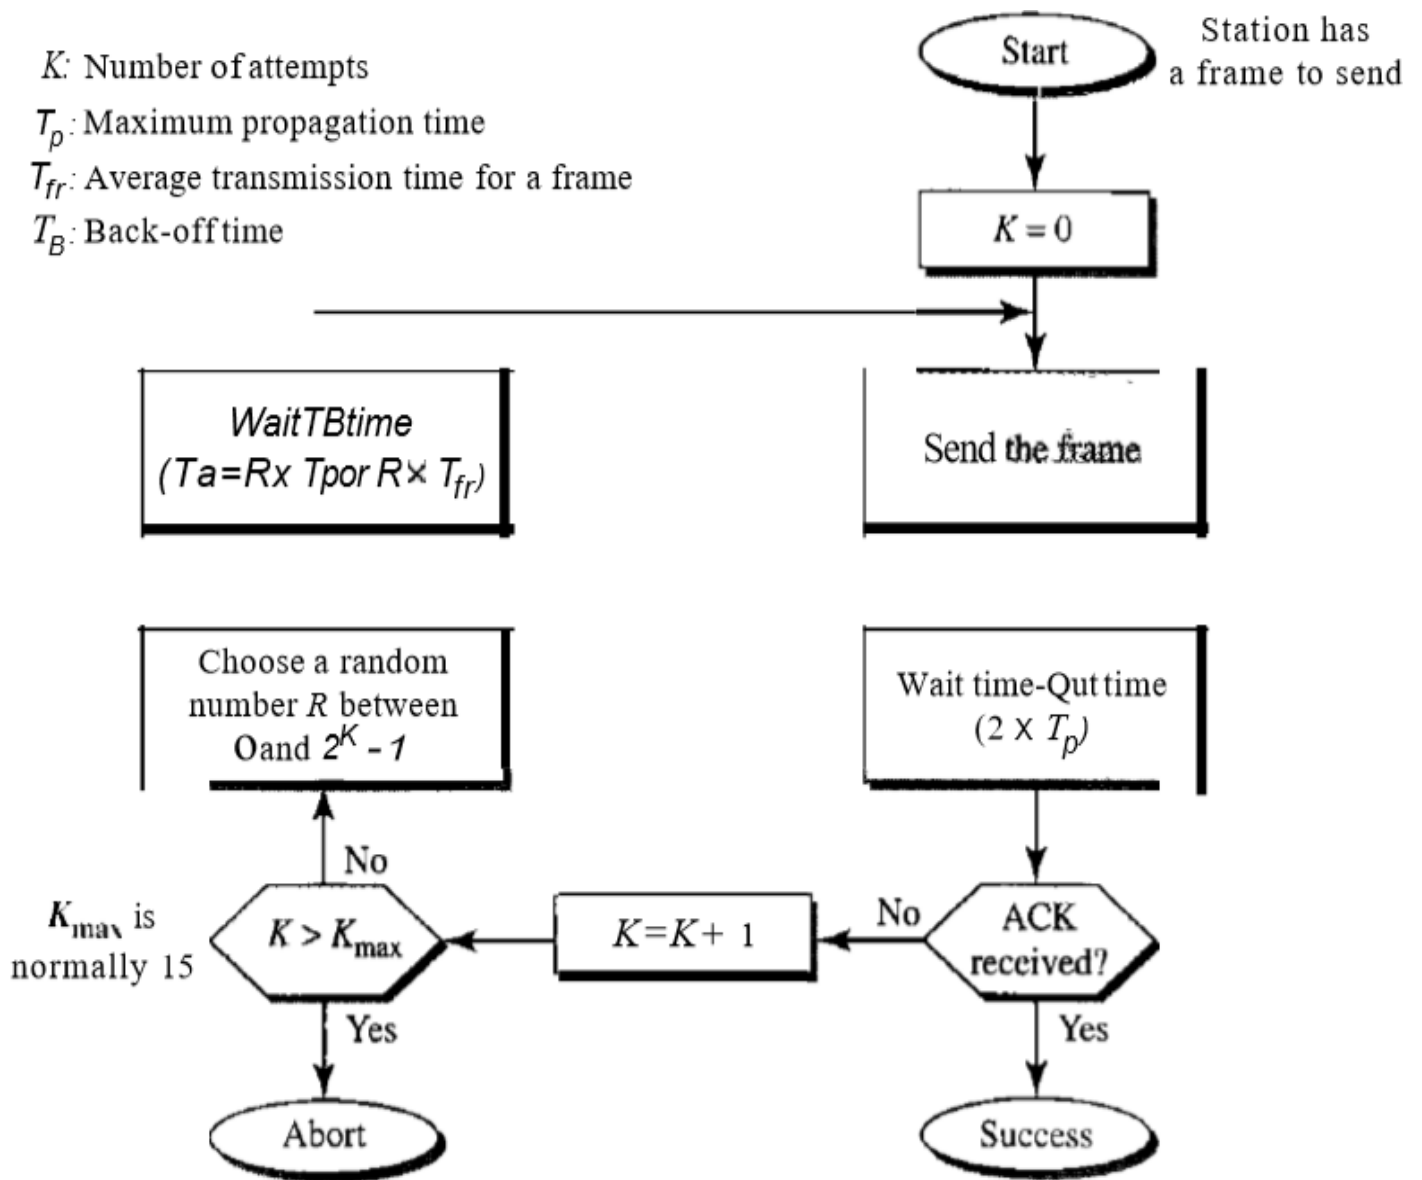 K: Number of attempts
Tp: Maximum propagation time
Tfr: Average transmission time for a frame
TB: Back-off time
Start
Station has
a frame to send
K = 0
WaitTBtime
(Ta=Rx Tpor R× Tfr)
Send the frame
Choose a random
number R between
Oand 2^K - 1
Wait time-Qut time
(2 X Tp)
No
Kmax is
normally 15
K > Kmax
K=K+ 1
No
ACK
received?
Yes
Yes
Abort
Success